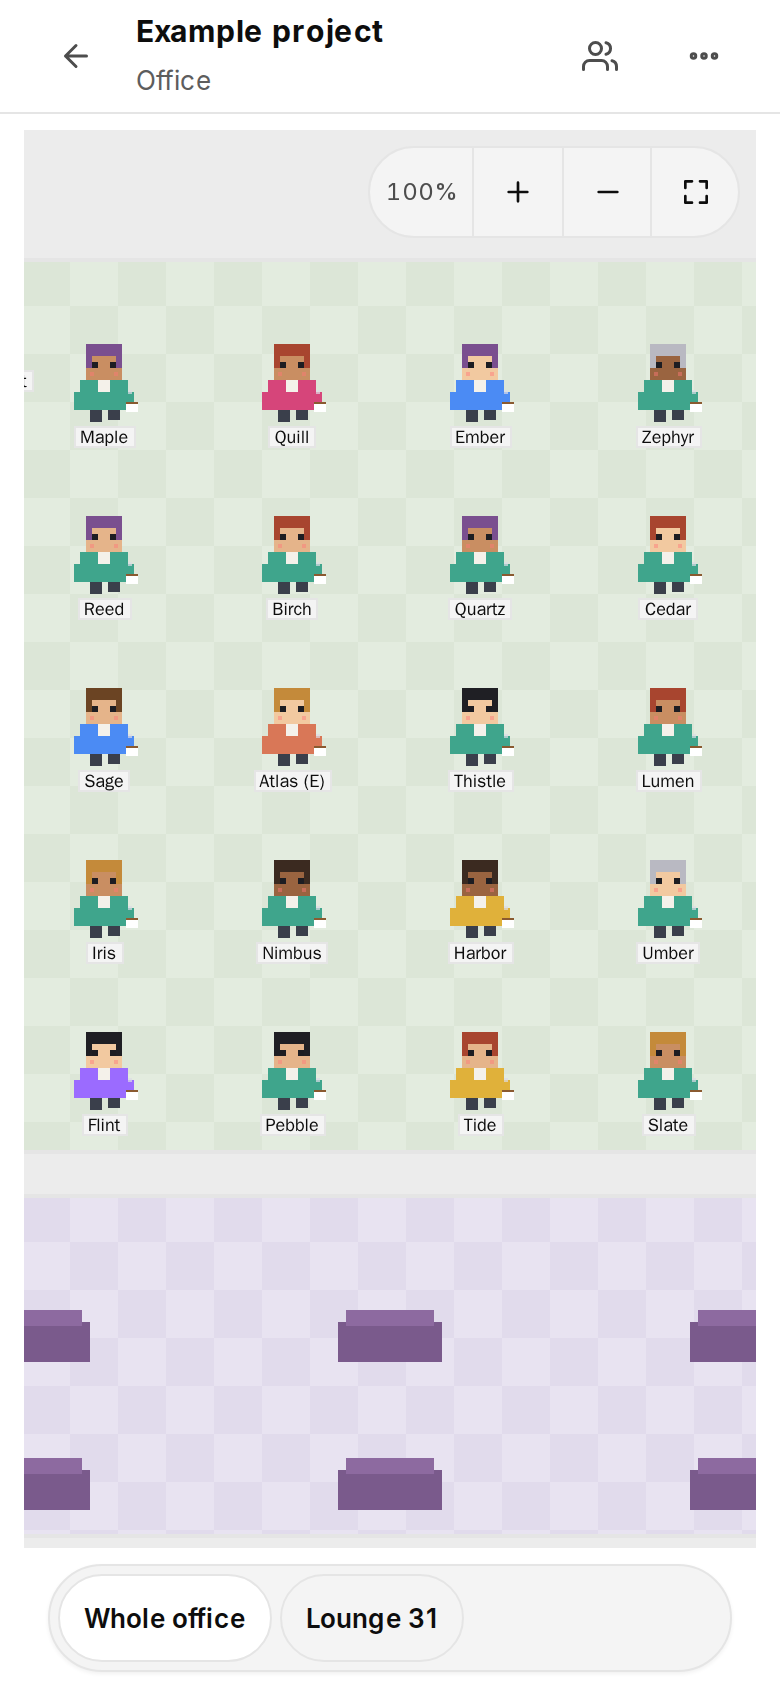 Example project
Office
100%
Maple
Quill
Ember
Zephyr
Reed
Birch
Quartz
Cedar
Sage
Atlas (E)
Thistle
Lumen
Iris
Nimbus
Harbor
Umber
Flint
Pebble
Tide
Slate
Whole office
Lounge 31